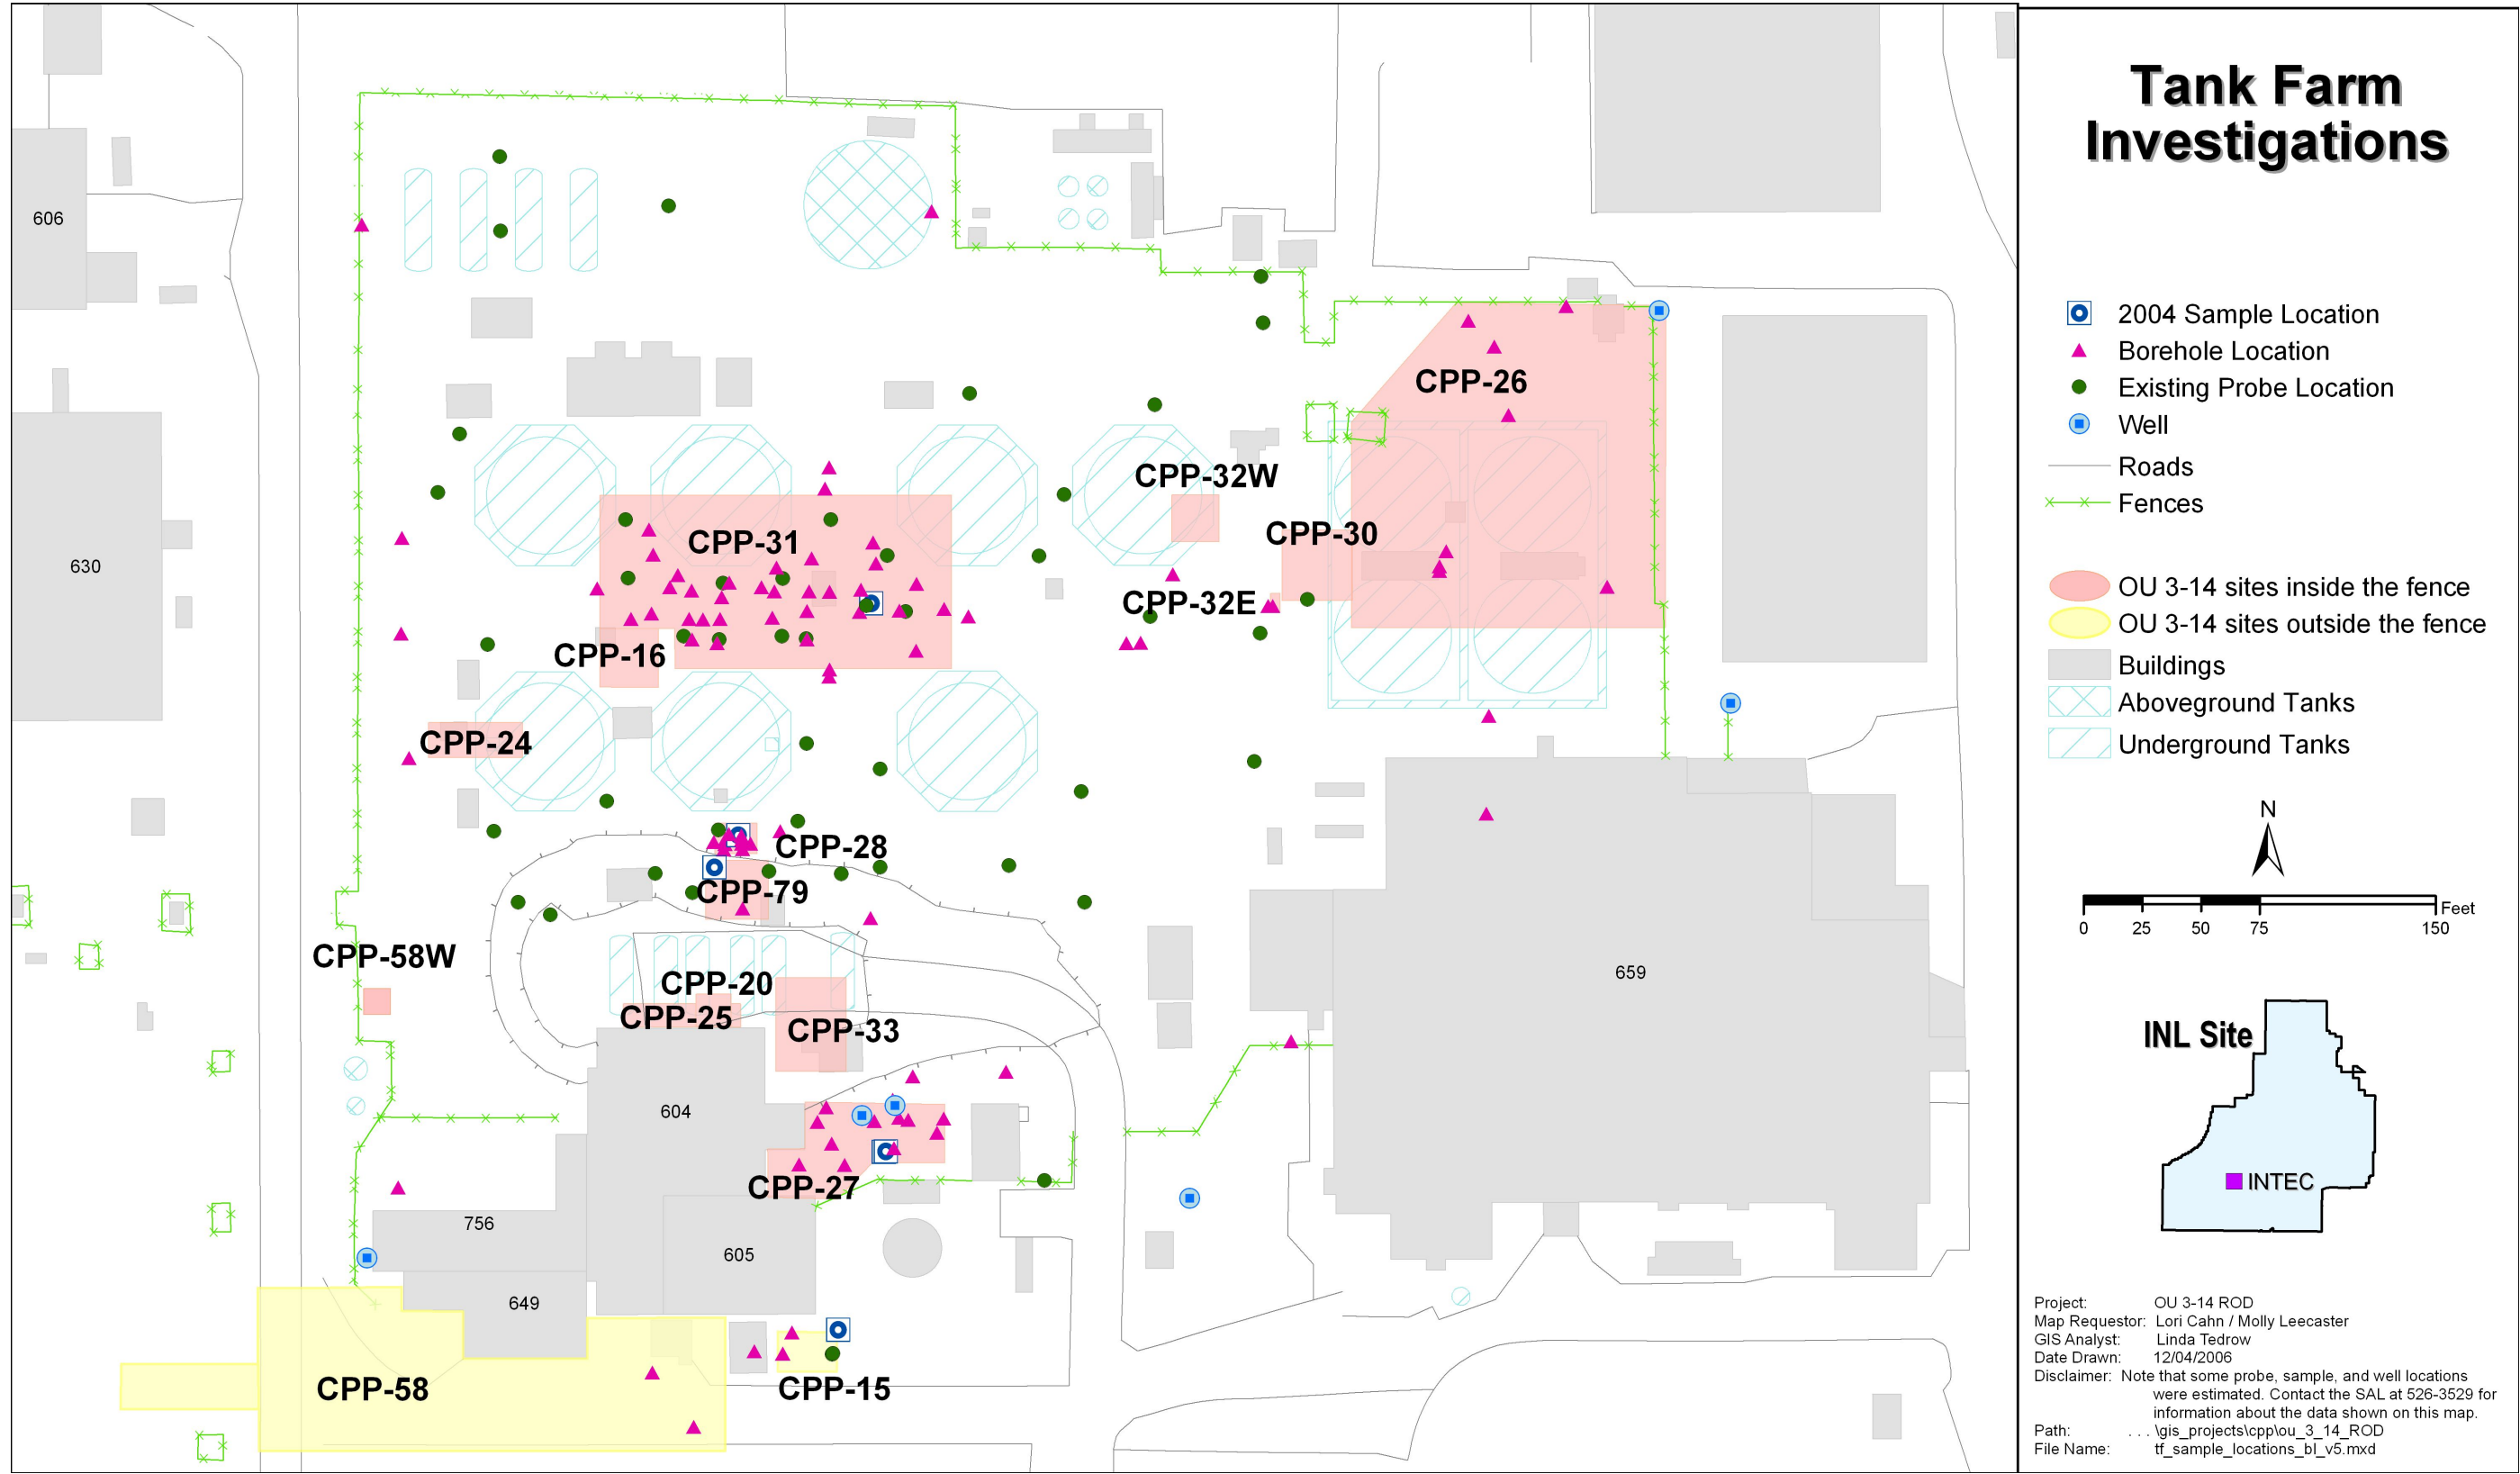 Tank Farm
Investigations
2004 Sample Location
Borehole Location
Existing Probe Location
Well
Roads
Fences
OU 3-14 sites inside the fence
OU 3-14 sites outside the fence
Buildings
Aboveground Tanks
Underground Tanks
N
Feet
0 25 50 75 150
INL Site
INTEC
Project: OU 3-14 ROD
Map Requestor: Lori Cahn / Molly Leecaster
GIS Analyst: Linda Tedrow
Date Drawn: 12/04/2006
Disclaimer: Note that some probe, sample, and well locations
were estimated. Contact the SAL at 526-3529 for
information about the data shown on this map.
Path: . . . \gis_projects\cpp\ou_3_14_ROD
File Name: tf_sample_locations_bl_v5.mxd
606
630
CPP-26
CPP-32W
CPP-30
CPP-31
CPP-32E
CPP-16
CPP-24
CPP-28
CPP-79
CPP-58W
CPP-20
CPP-25
CPP-33
659
604
CPP-27
756
605
649
CPP-58
CPP-15